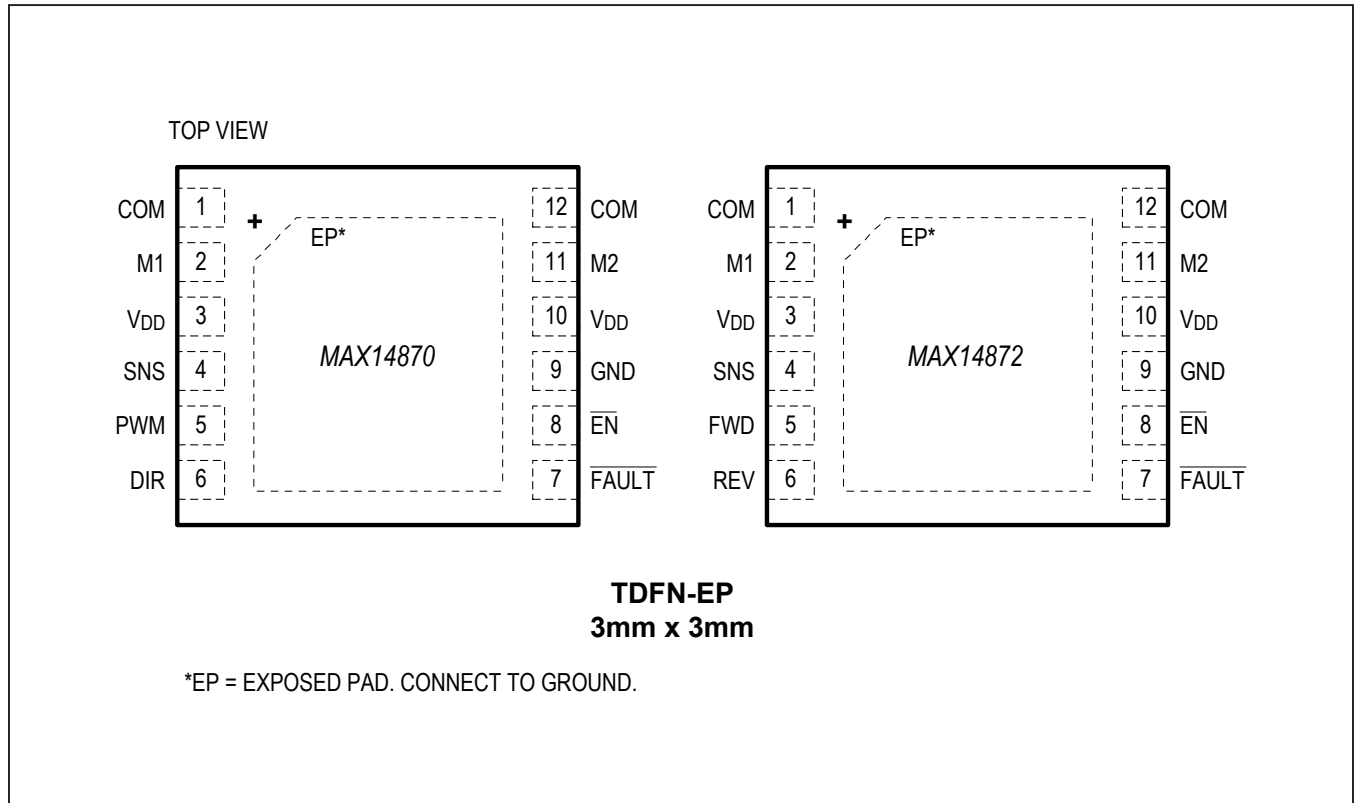 TOP VIEW
COM 1 + 12 COM
EP*
M1 2 11 M2
VDD 3 10 VDD
SNS 4 MAX14870 9 GND
PWM 5 8 EN
DIR 6 7 FAULT
COM 1 + 12 COM
EP*
M1 2 11 M2
VDD 3 10 VDD
SNS 4 MAX14872 9 GND
FWD 5 8 EN
REV 6 7 FAULT
TDFN-EP
3mm x 3mm
*EP = EXPOSED PAD. CONNECT TO GROUND.